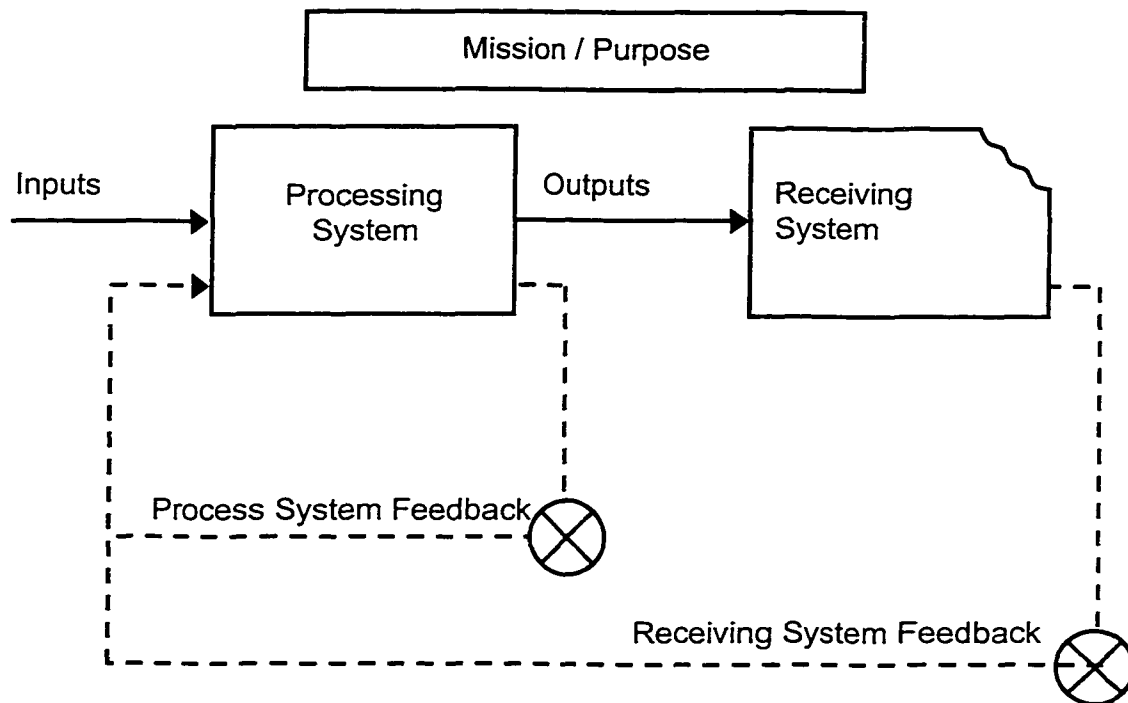 Mission / Purpose
Inputs
Processing
System
Outputs
Receiving
System
Process System Feedback
Receiving System Feedback